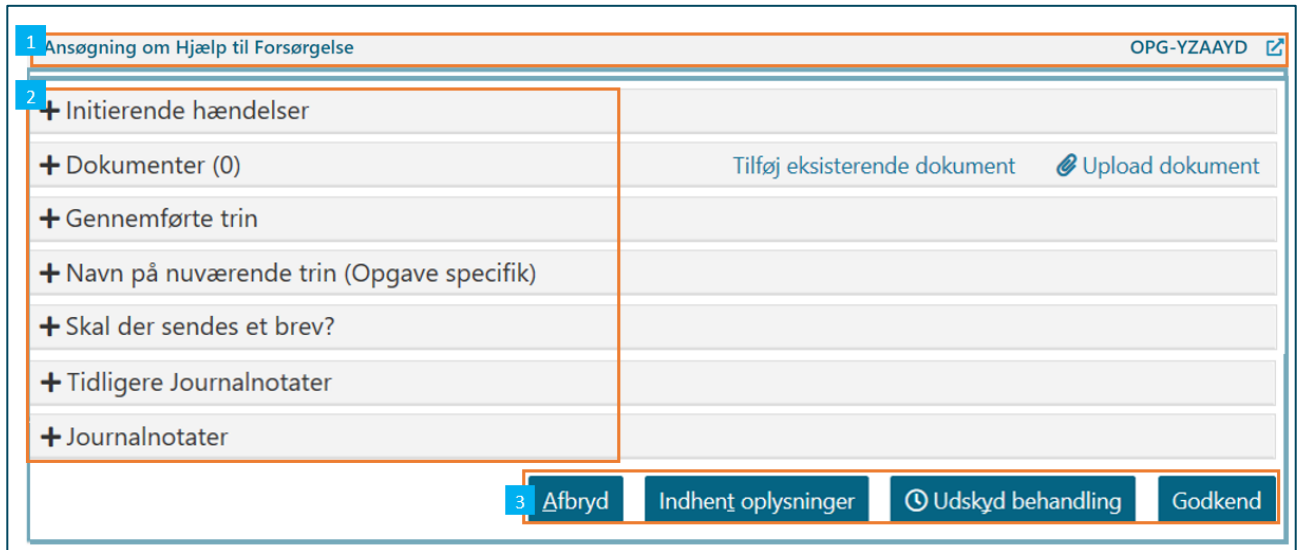 1 Ansøgning om Hjælp til Forsørgelse OPG-YZAAYD
2
Initierende hændelser
Dokumenter (0) Tilføj eksisterende dokument Upload dokument
Gennemførte trin
Navn på nuværende trin (Opgave specifik)
Skal der sendes et brev?
Tidligere Journalnotater
Journalnotater
3 Afbryd Indhent oplysninger Udskyd behandling Godkend